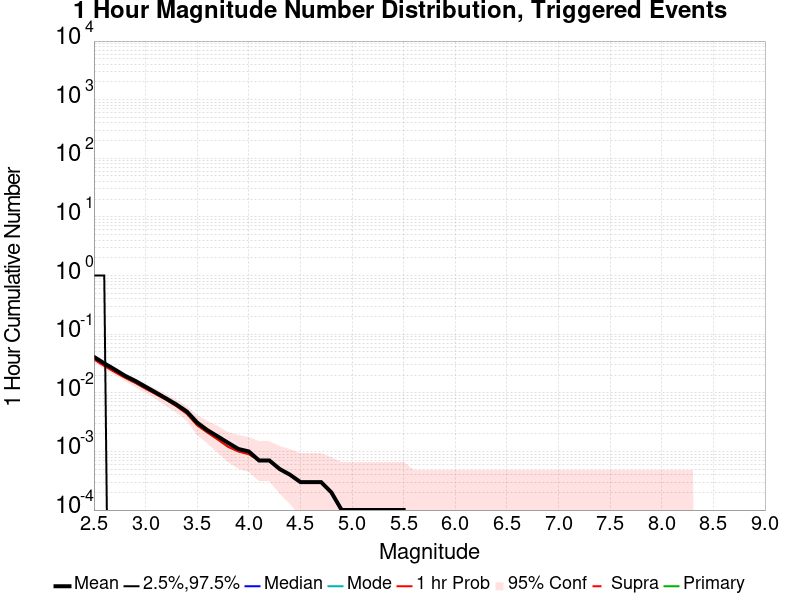 1 Hour Magnitude Number Distribution, Triggered Events
10^4
10^3
10^2
10^1
10^0
10^-1
10^-2
10^-3
10^-4
1 Hour Cumulative Number
2.5 3.0 3.5 4.0 4.5 5.0 5.5 6.0 6.5 7.0 7.5 8.0 8.5 9.0
Magnitude
Mean 2.5%,97.5% Median Mode 1 hr Prob 95% Conf Supra Primary